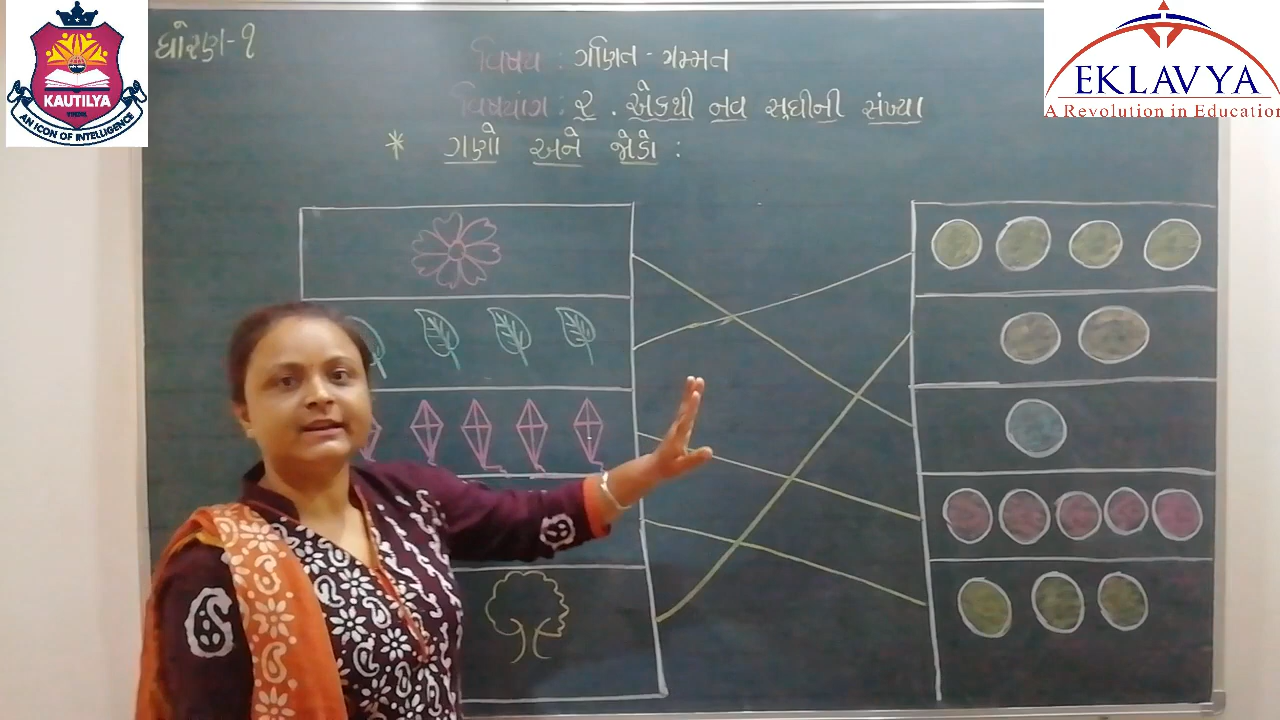 KAUTILYA
AN ICON OF INTELLIGENCE
EKLAVYA
A Revolution in Education
ધોરણ-૧
વિષય : ગણિત-ગમ્મત
વિષયાંગ : ૨. એકથી નવ સુધીની સંખ્યા
* ગણો અને જોડો :